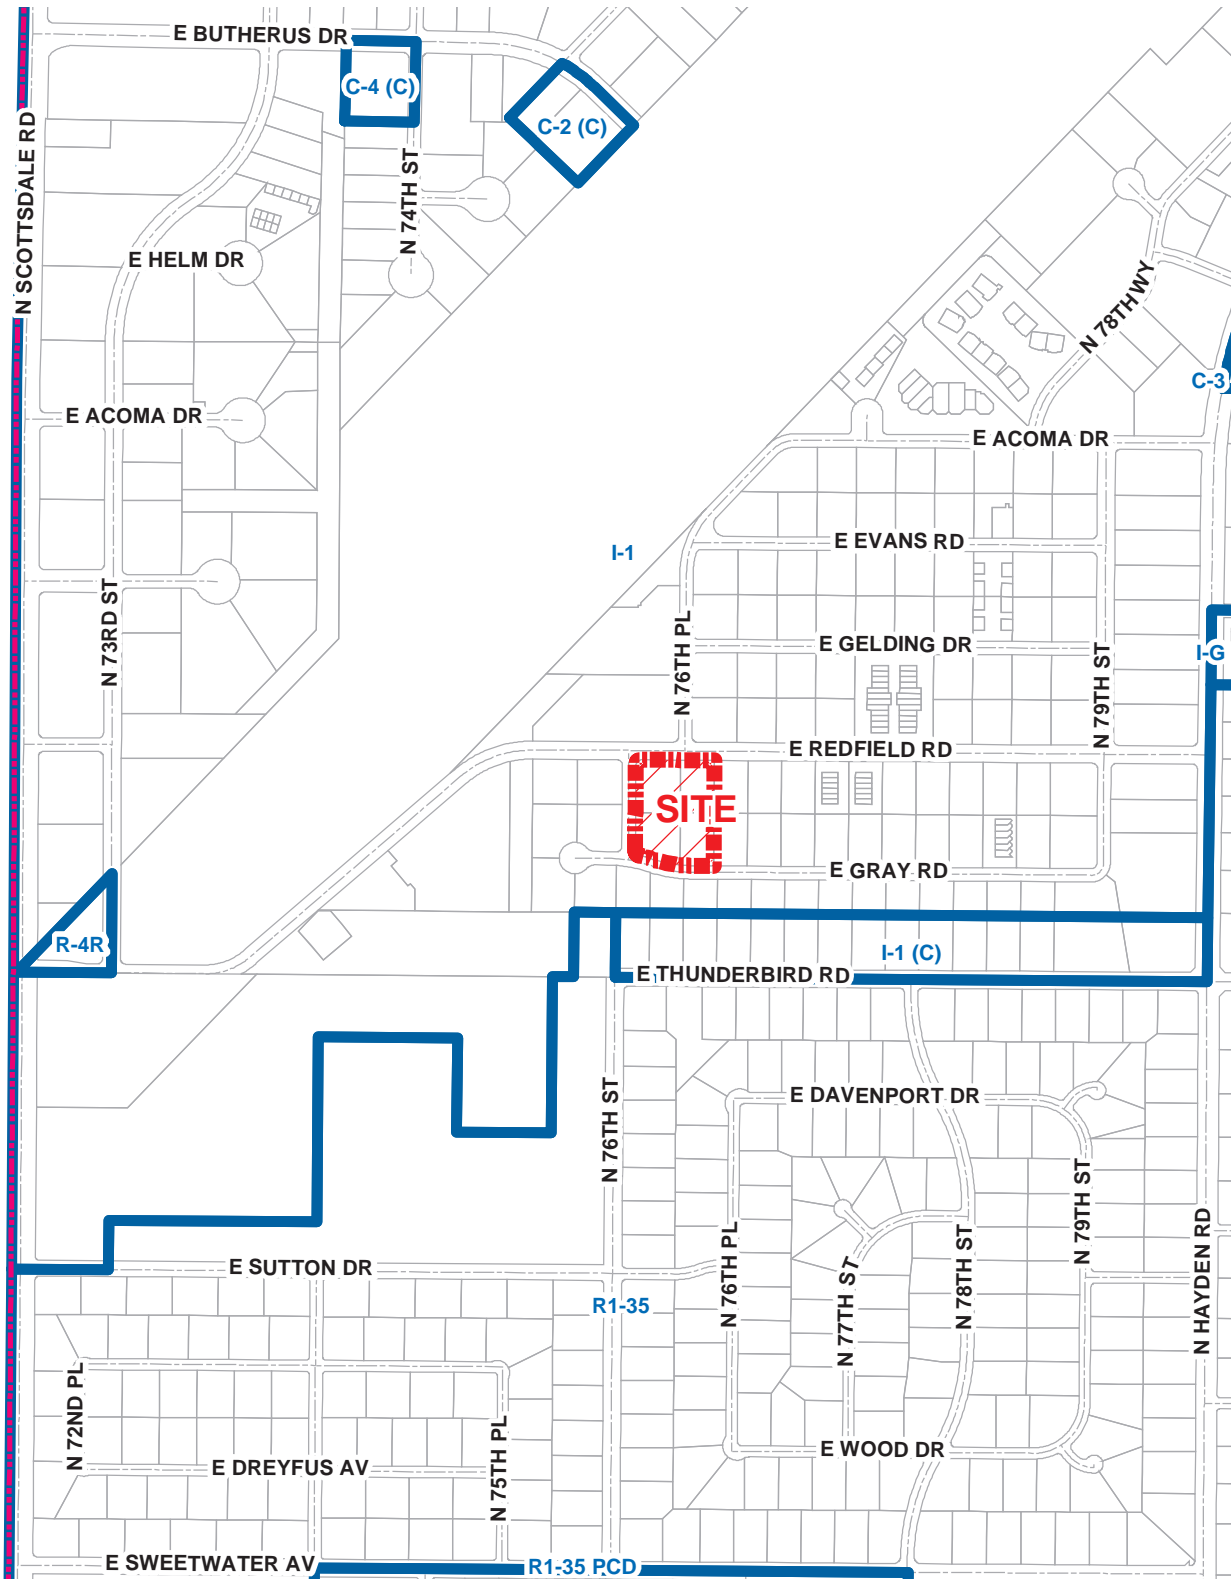 E BUTHERUS DR
C-4 (C)
C-2 (C)
N SCOTTSDALE RD
N 74TH ST
E HELM DR
N 78TH WY
C-3
E ACOMA DR
E ACOMA DR
E EVANS RD
I-1
N 73RD ST
N 76TH PL
E GELDING DR
N 79TH ST
I-G
E REDFIELD RD
SITE
E GRAY RD
R-4R
I-1 (C)
E THUNDERBIRD RD
E DAVENPORT DR
N 76TH ST
N 79TH ST
N 76TH PL
N 77TH ST
N 78TH ST
N HAYDEN RD
E SUTTON DR
R1-35
N 72ND PL
N 75TH PL
E WOOD DR
E DREYFUS AV
E SWEETWATER AV
R1-35 PCD